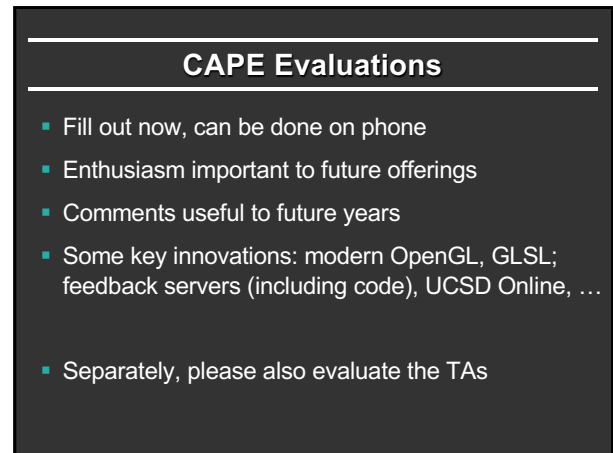 CAPE Evaluations
▪ Fill out now, can be done on phone
▪ Enthusiasm important to future offerings
▪ Comments useful to future years
▪ Some key innovations: modern OpenGL, GLSL;
feedback servers (including code), UCSD Online, …
▪ Separately, please also evaluate the TAs